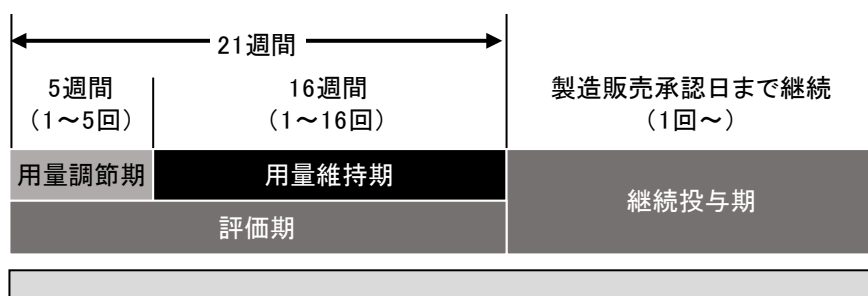 21週間
5週間
16週間
製造販売承認日まで継続
（1～5回）
（1～16回）
（1回～）
用量調節期
用量維持期
継続投与期
評価期